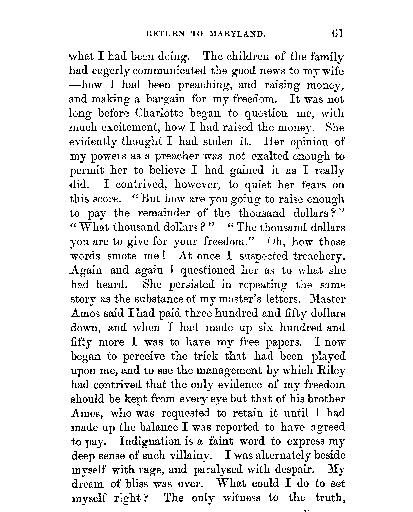 RETURN TO MARYLAND. 61
what I had been doing. The children of the family
had eagerly communicated the good news to my wife
—how I had been preaching, and raising money,
and making a bargain for my freedom. It was not
long before Charlotte began to question me, with
much excitement, how I had raised the money. She
evidently thought I had stolen it. Her opinion of
my powers as a preacher was not exalted enough to
permit her to believe I had gained it as I really
did. I contrived, however, to quiet her fears on
this score. "But how are you going to raise enough
to pay the remainder of the thousand dollars?"
"What thousand dollars?" "The thousand dollars
you are to give for your freedom." Oh, how those
words smote me! At once I suspected treachery.
Again and again I questioned her as to what she
had heard. She persisted in repeating the same
story as the substance of my master's letters. Master
Amos said I had paid three hundred and fifty dollars
down, and when I had made up six hundred and
fifty more I was to have my free papers. I now
began to perceive the trick that had been played
upon me, and to see the management by which Riley
had contrived that the only evidence of my freedom
should be kept from every eye but that of his brother
Amos, who was requested to retain it until I had
made up the balance I was reported to have agreed
to pay. Indignation is a faint word to express my
deep sense of such villainy. I was alternately beside
myself with rage, and paralysed with despair. My
dream of bliss was over. What could I do to set
myself right? The only witness to the truth,